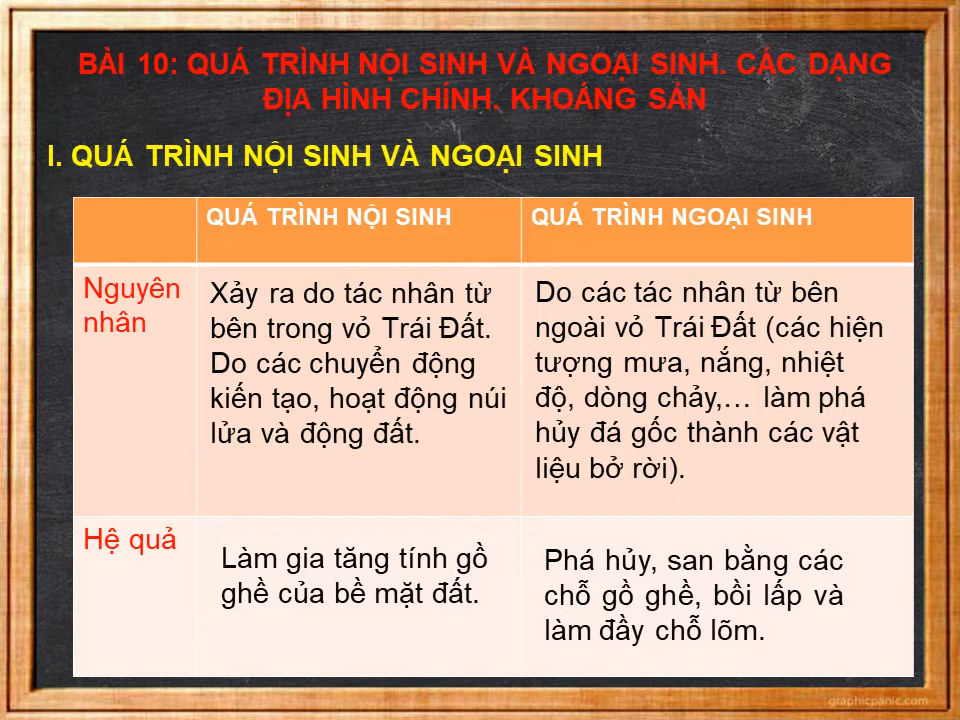 BÀI 10: QUÁ TRÌNH NỘI SINH VÀ NGOẠI SINH. CÁC DẠNG
ĐỊA HÌNH CHÍNH. KHOÁNG SẢN
I. QUÁ TRÌNH NỘI SINH VÀ NGOẠI SINH
QUÁ TRÌNH NỘI SINH
QUÁ TRÌNH NGOẠI SINH
Nguyên
nhân
Xảy ra do tác nhân từ
bên trong vỏ Trái Đất.
Do các chuyển động
kiến tạo, hoạt động núi
lửa và động đất.
Do các tác nhân từ bên
ngoài vỏ Trái Đất (các hiện
tượng mưa, nắng, nhiệt
độ, dòng chảy,… làm phá
hủy đá gốc thành các vật
liệu bở rời).
Hệ quả
Làm gia tăng tính gồ
ghề của bề mặt đất.
Phá hủy, san bằng các
chỗ gồ ghề, bồi lấp và
làm đầy chỗ lõm.
graphicpanic.com